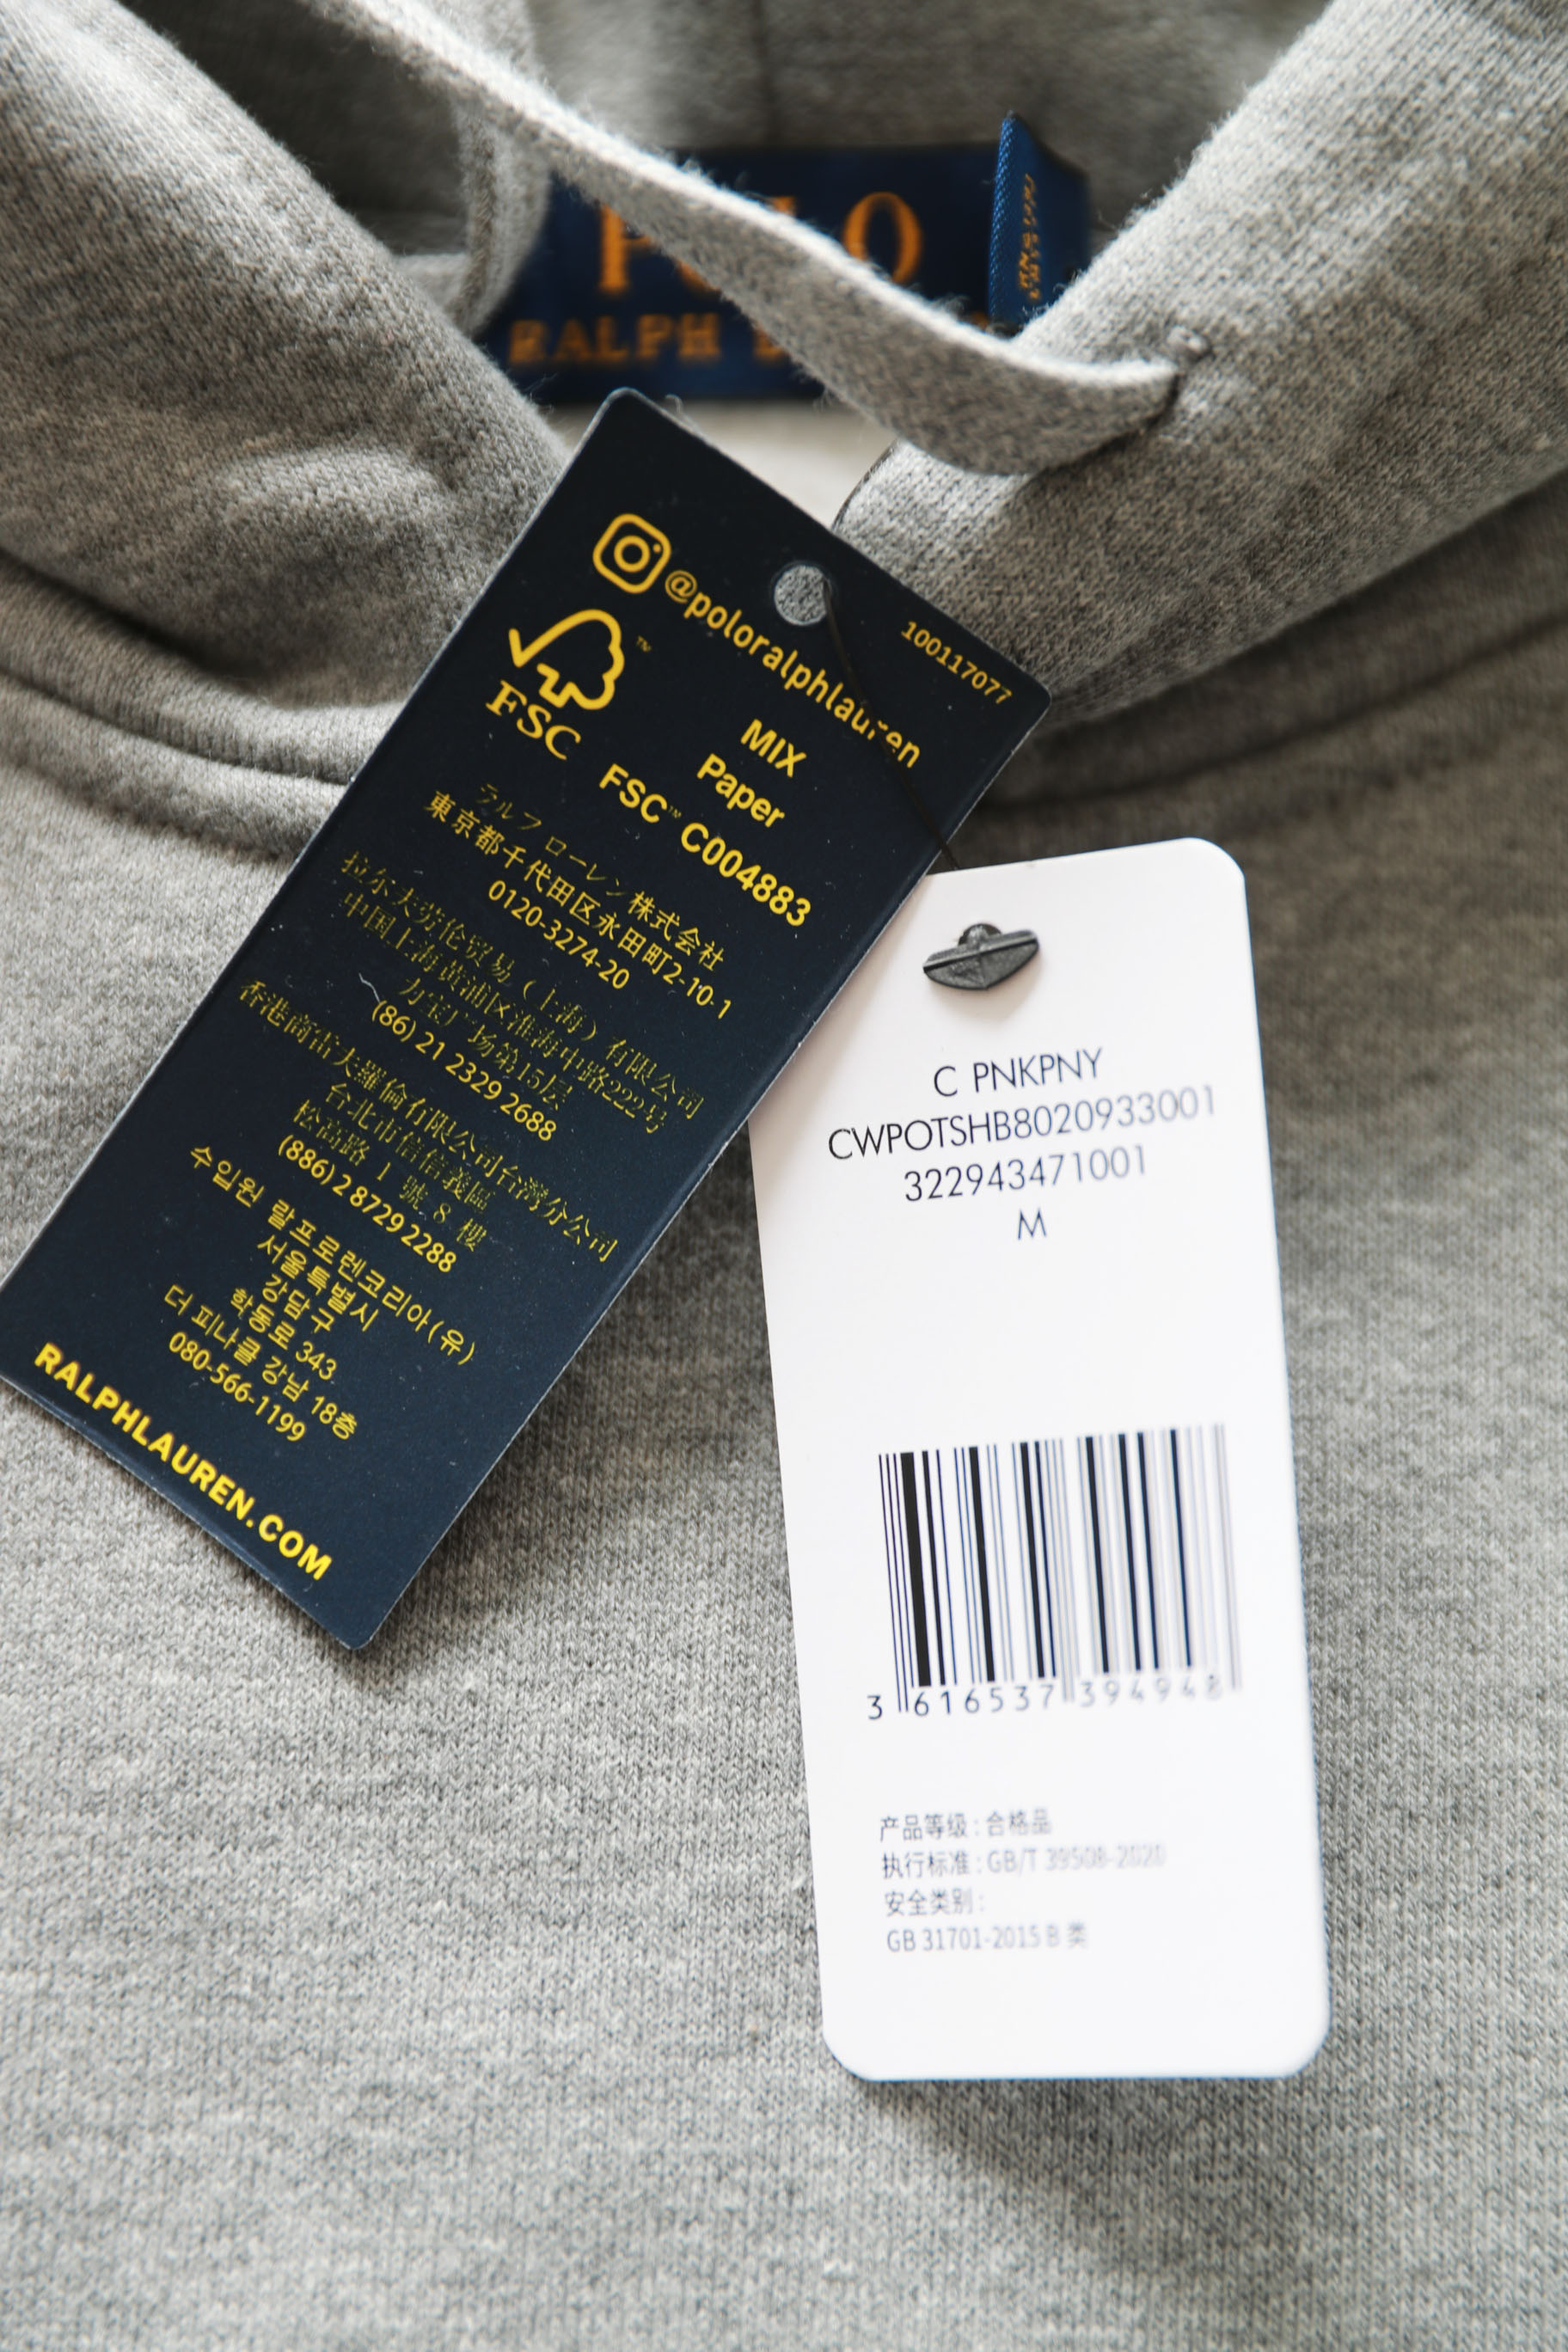 RALPH
@poloralphlauren
100117077
FSC
MIX
Paper
FSC™ C004883
ラルフ ローレン株式会社
東京都千代田区永田町2-10-1
0120-3274-20
拉尔夫劳伦贸易（上海）有限公司
中国上海黄浦区淮海中路222号
力宝广场第15层
(86) 21 2329 2688
香港商雷夫羅倫有限公司台灣分公司
台北市信義區
松高路 1 號 8 樓
(886) 2 8729 2288
수입원 랄프로렌코리아(유)
서울특별시
강남구
학동로 343
더 피나클 강남 18층
080-566-1199
RALPHLAUREN.COM
C PNKPNY
CWPOTSHB8020933001
322943471001
M
3 616537 394948
产品等级 : 合格品
执行标准 : GB/T 39508-2020
安全类别 :
GB 31701-2015 B 类